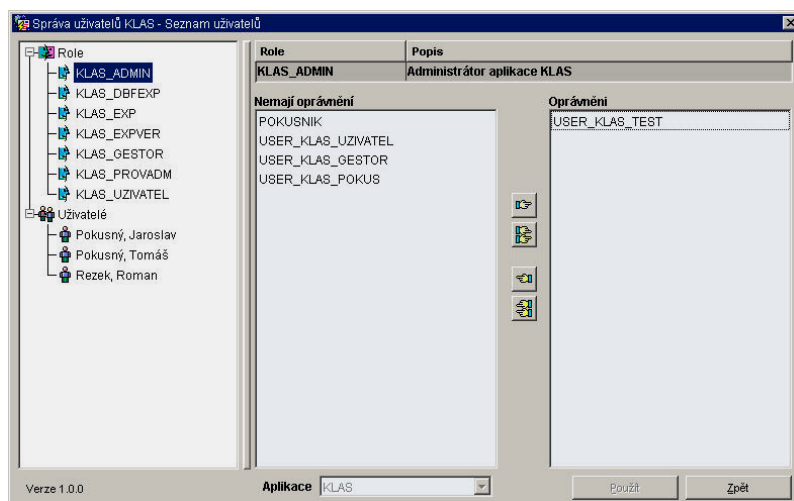 Správa uživatelů KLAS - Seznam uživatelů
Role
KLAS_ADMIN
KLAS_DBFEXP
KLAS_EXP
KLAS_EXPVER
KLAS_GESTOR
KLAS_PROVADM
KLAS_UZIVATEL
Uživatelé
Pokusný, Jaroslav
Pokusný, Tomáš
Rezek, Roman
Role Popis
KLAS_ADMIN Administrátor aplikace KLAS
Nemají oprávnění
POKUSNIK
USER_KLAS_UZIVATEL
USER_KLAS_GESTOR
USER_KLAS_POKUS
Oprávněni
USER_KLAS_TEST
Verze 1.0.0
Aplikace KLAS
Použít
Zpět